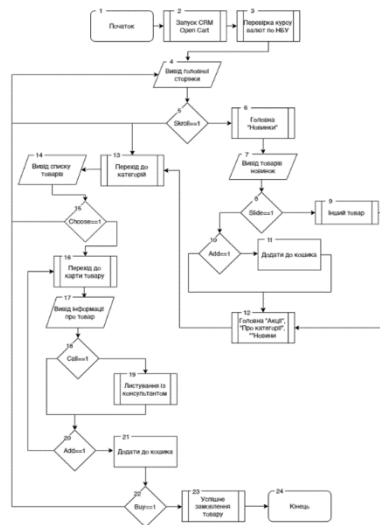 1
Початок
2
Запуск CRM
Open Cart
3
Перевірка курсу
валют по НБУ
4
Вивід головної
сторінки
5
Skroll==1
6
Головна
"Новинки"
7
Вивід товарів
новинок
8
Slide==1
9
Інший товар
10
Add==1
11
Додати до
кошика
12
Головна "Акції",
"Про категорії",
""Новини
13
Перехід до
категорій
14
Вивід списку
товарів
15
Choose==1
16
Перехід до
карти товару
17
Вивід інформації
про товар
18
Call==1
19
Листування із
консультантом
20
Add==1
21
Додати до кошика
22
Buy==1
23
Успішне
замовлення
товару
24
Кінець